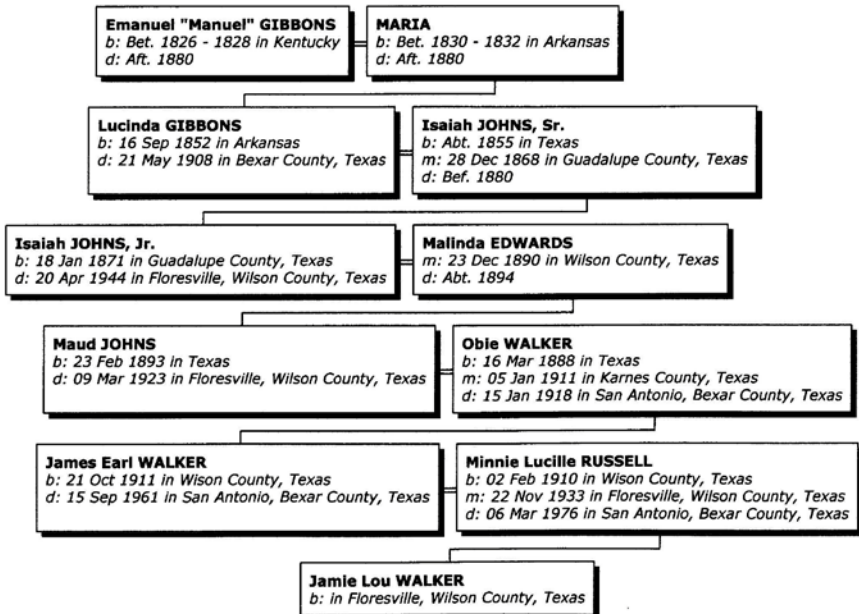 Emanuel "Manuel" GIBBONS
b: Bet. 1826 - 1828 in Kentucky
d: Aft. 1880
MARIA
b: Bet. 1830 - 1832 in Arkansas
d: Aft. 1880
Lucinda GIBBONS
b: 16 Sep 1852 in Arkansas
d: 21 May 1908 in Bexar County, Texas
Isaiah JOHNS, Sr.
b: Abt. 1855 in Texas
m: 28 Dec 1868 in Guadalupe County, Texas
d: Bef. 1880
Isaiah JOHNS, Jr.
b: 18 Jan 1871 in Guadalupe County, Texas
d: 20 Apr 1944 in Floresville, Wilson County, Texas
Malinda EDWARDS
m: 23 Dec 1890 in Wilson County, Texas
d: Abt. 1894
Maud JOHNS
b: 23 Feb 1893 in Texas
d: 09 Mar 1923 in Floresville, Wilson County, Texas
Obie WALKER
b: 16 Mar 1888 in Texas
m: 05 Jan 1911 in Karnes County, Texas
d: 15 Jan 1918 in San Antonio, Bexar County, Texas
James Earl WALKER
b: 21 Oct 1911 in Wison County, Texas
d: 15 Sep 1961 in San Antonio, Bexar County, Texas
Minnie Lucille RUSSELL
b: 02 Feb 1910 in Wison County, Texas
m: 22 Nov 1933 in Floresville, Wilson County, Texas
d: 06 Mar 1976 in San Antonio, Bexar County, Texas
Jamie Lou WALKER
b: in Floresville, Wilson County, Texas